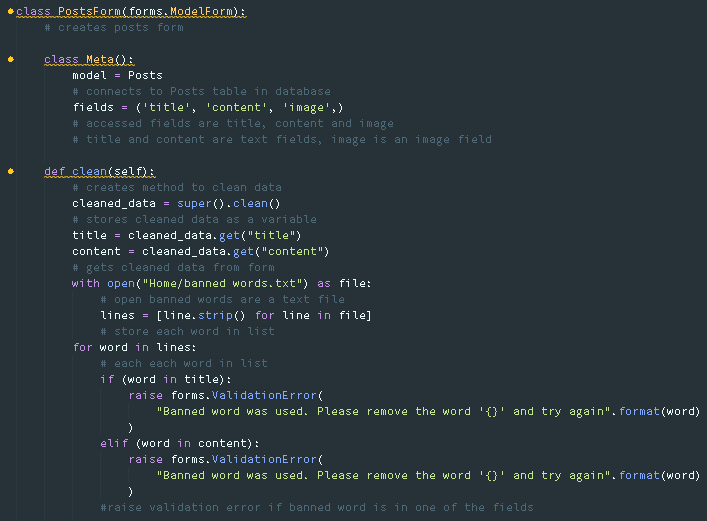 class PostsForm(forms.ModelForm):
    # creates posts form
    class Meta():
        model = Posts
        # connects to Posts table in database
        fields = ('title', 'content', 'image',)
        # accessed fields are title, content and image
        # title and content are text fields, image is an image field
    def clean(self):
        # creates method to clean data
        cleaned_data = super().clean()
        # stores cleaned data as a variable
        title = cleaned_data.get("title")
        content = cleaned_data.get("content")
        # gets cleaned data from form
        with open("Home/banned words.txt") as file:
            # open banned words are a text file
            lines = [line.strip() for line in file]
            # store each word in list
        for word in lines:
            # each each word in list
            if (word in title):
                raise forms.ValidationError(
                    "Banned word was used. Please remove the word '{}' and try again".format(word)
                )
            elif (word in content):
                raise forms.ValidationError(
                    "Banned word was used. Please remove the word '{}' and try again".format(word)
                )
            #raise validation error if banned word is in one of the fields